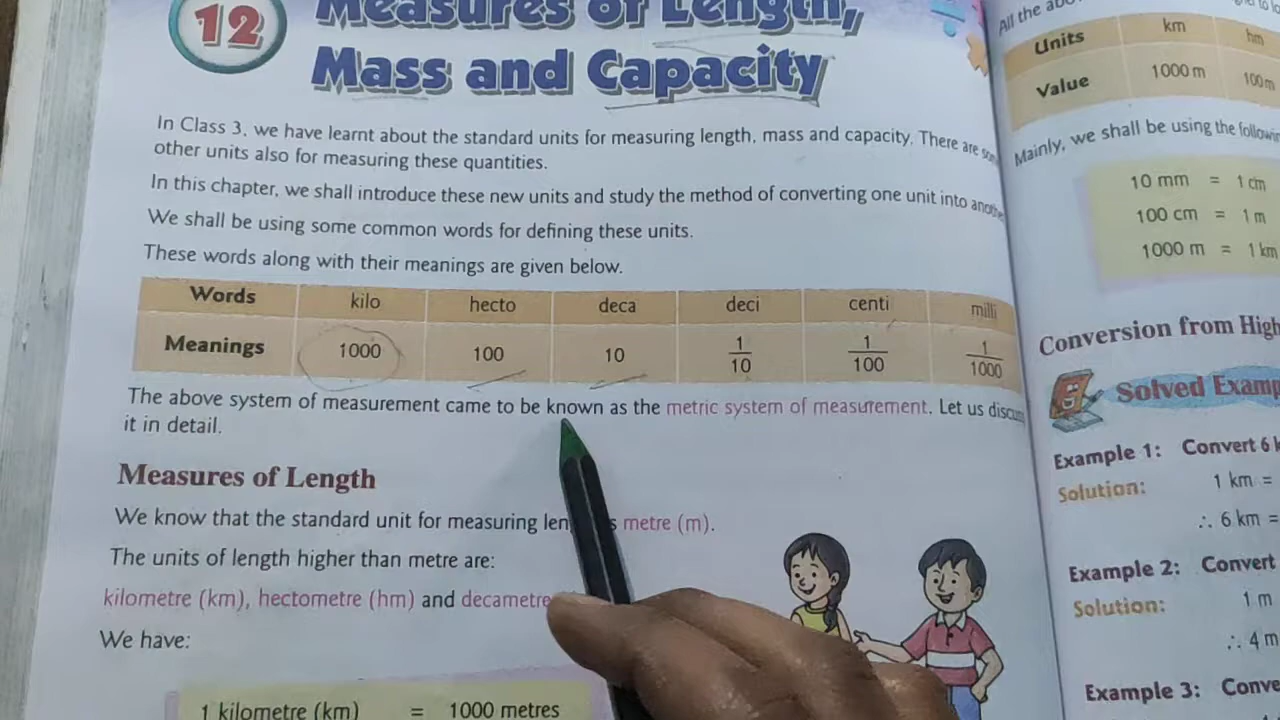 12
Measures of Length,
Mass and Capacity
In Class 3, we have learnt about the standard units for measuring length, mass and capacity. There are
other units also for measuring these quantities.
In this chapter, we shall introduce these new units and study the method of converting one unit into
We shall be using some common words for defining these units.
These words along with their meanings are given below.
Words kilo hecto deca deci centi milli
Meanings 1000 100 10 1/10 1/100 1/1000
The above system of measurement came to be known as the metric system of measurement. Let us
it in detail.
Measures of Length
We know that the standard unit for measuring metre (m).
The units of length higher than metre are:
kilometre (km), hectometre (hm) and decametre
We have:
1 kilometre (km) = 1000 metres
All the
Units km hm
Value 1000 m 100 m
Mainly, we shall be using the
10 mm = 1 cm
100 cm = 1 m
1000 m = 1 km
Conversion from
Solved
Example 1: Convert 6
Solution: 1 km =
∴ 6 km =
Example 2: Convert
Solution: 1 m
∴ 4 m
Example 3: